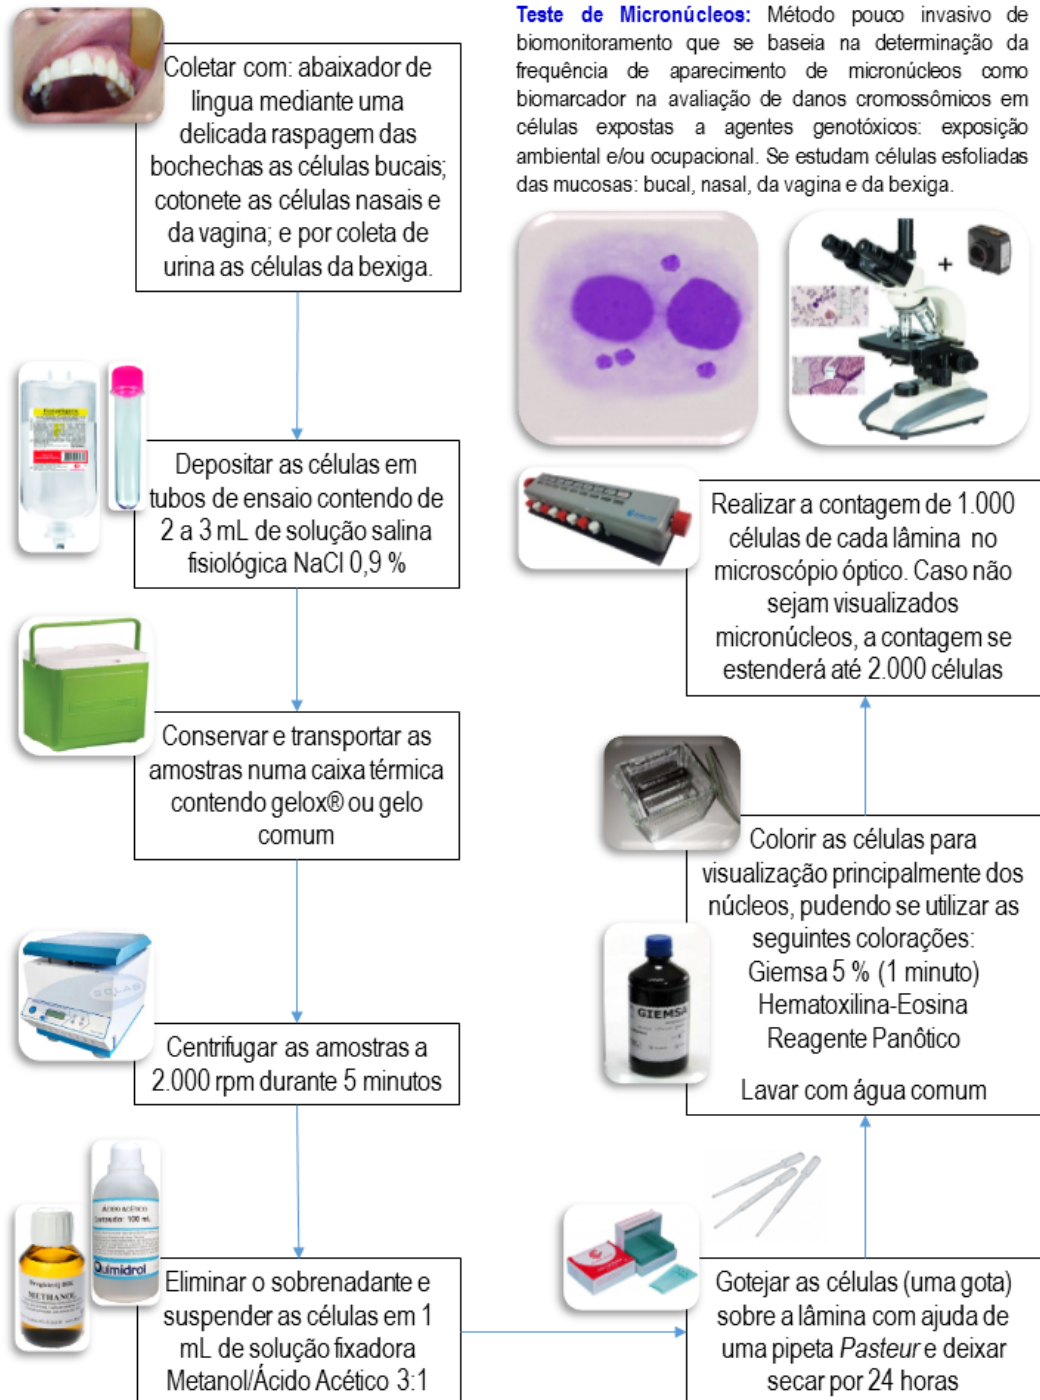 Teste de Micronúcleos: Método pouco invasivo de
biomonitoramento que se baseia na determinação da
frequência de aparecimento de micronúcleos como
biomarcador na avaliação de danos cromossômicos em
células expostas a agentes genotóxicos: exposição
ambiental e/ou ocupacional. Se estudam células esfoliadas
das mucosas: bucal, nasal, da vagina e da bexiga.
Coletar com: abaixador de
língua mediante uma
delicada raspagem das
bochechas as células bucais;
cotonete as células nasais e
da vagina; e por coleta de
urina as células da bexiga.
+
Depositar as células em
tubos de ensaio contendo de
2 a 3 mL de solução salina
fisiológica NaCl 0,9 %
Conservar e transportar as
amostras numa caixa térmica
contendo gelox® ou gelo
comum
Centrifugar as amostras a
2.000 rpm durante 5 minutos
ÁCIDO ACÉTICO
Conteudo: 100 mL
Quimidrol
METHANOL
Eliminar o sobrenadante e
suspender as células em 1
mL de solução fixadora
Metanol/Ácido Acético 3:1
Gotejar as células (uma gota)
sobre a lâmina com ajuda de
uma pipeta Pasteur e deixar
secar por 24 horas
Colorir as células para
visualização principalmente dos
núcleos, pudendo se utilizar as
seguintes colorações:
Giemsa 5 % (1 minuto)
Hematoxilina-Eosina
Reagente Panôtico
Lavar com água comum
GIEMSA
Realizar a contagem de 1.000
células de cada lâmina no
microscópio óptico. Caso não
sejam visualizados
micronúcleos, a contagem se
estenderá até 2.000 células